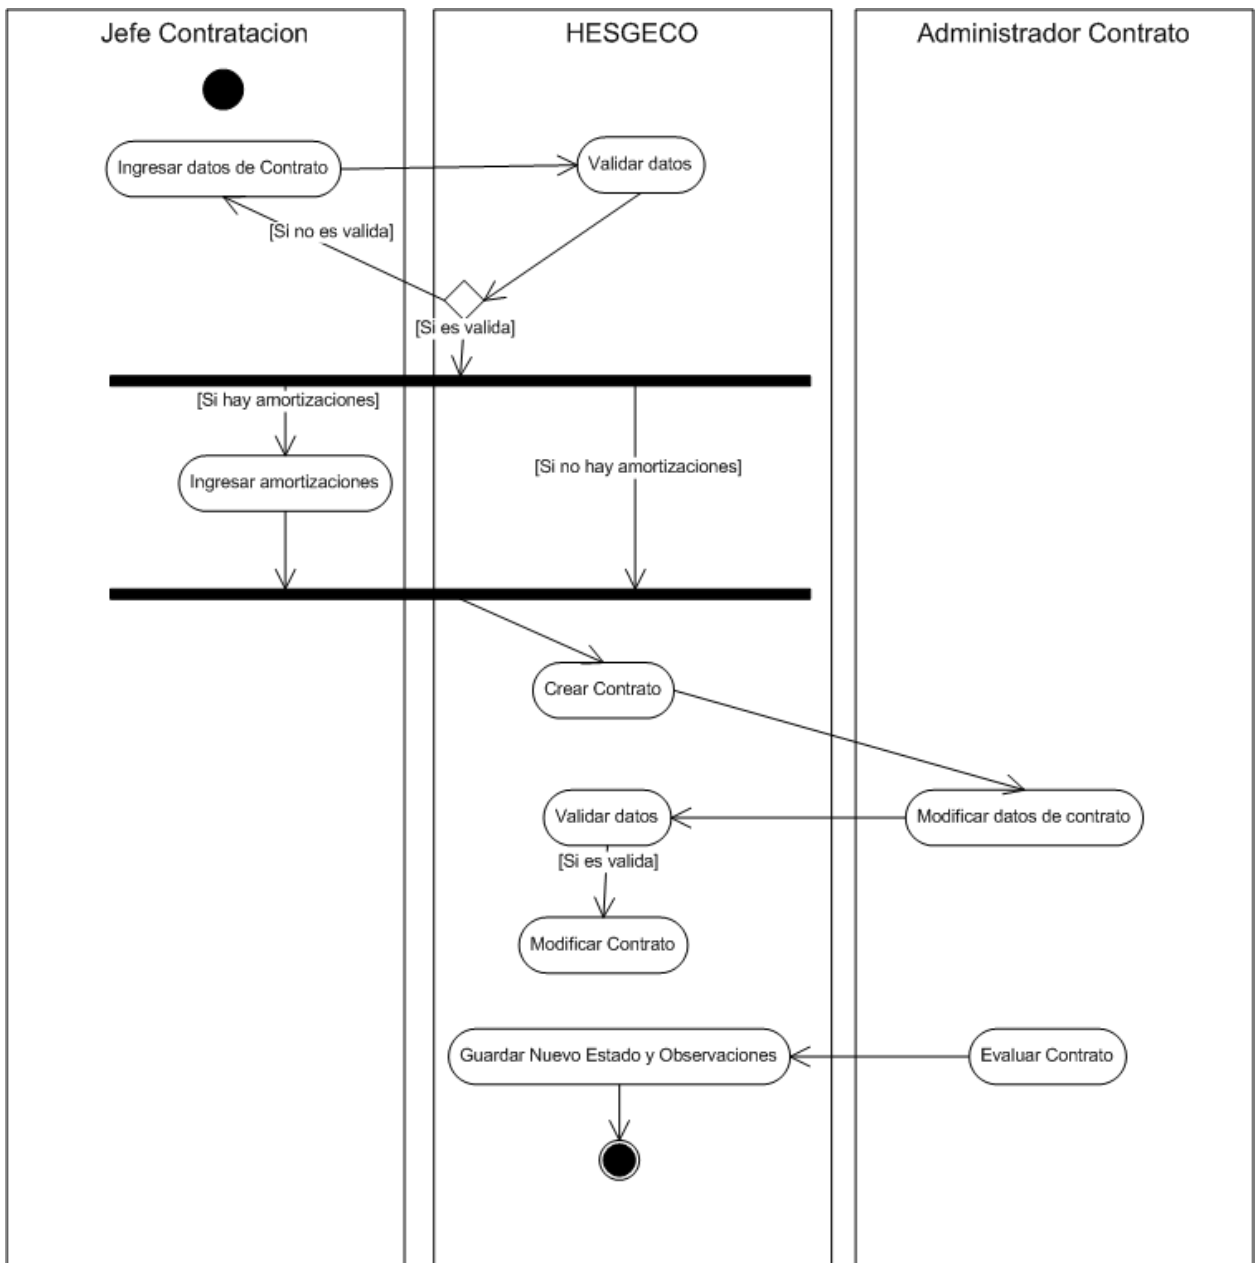 Jefe Contratacion
HESGECO
Administrador Contrato
Ingresar datos de Contrato
Validar datos
[Si no es valida]
[Si es valida]
[Si hay amortizaciones]
[Si no hay amortizaciones]
Ingresar amortizaciones
Crear Contrato
Validar datos
Modificar datos de contrato
[Si es valida]
Modificar Contrato
Guardar Nuevo Estado y Observaciones
Evaluar Contrato